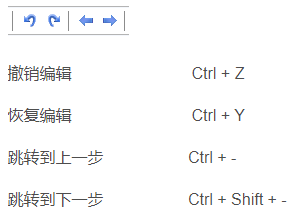 撤销编辑 Ctrl + Z
恢复编辑 Ctrl + Y
跳转到上一步 Ctrl + -
跳转到下一步 Ctrl + Shift + -